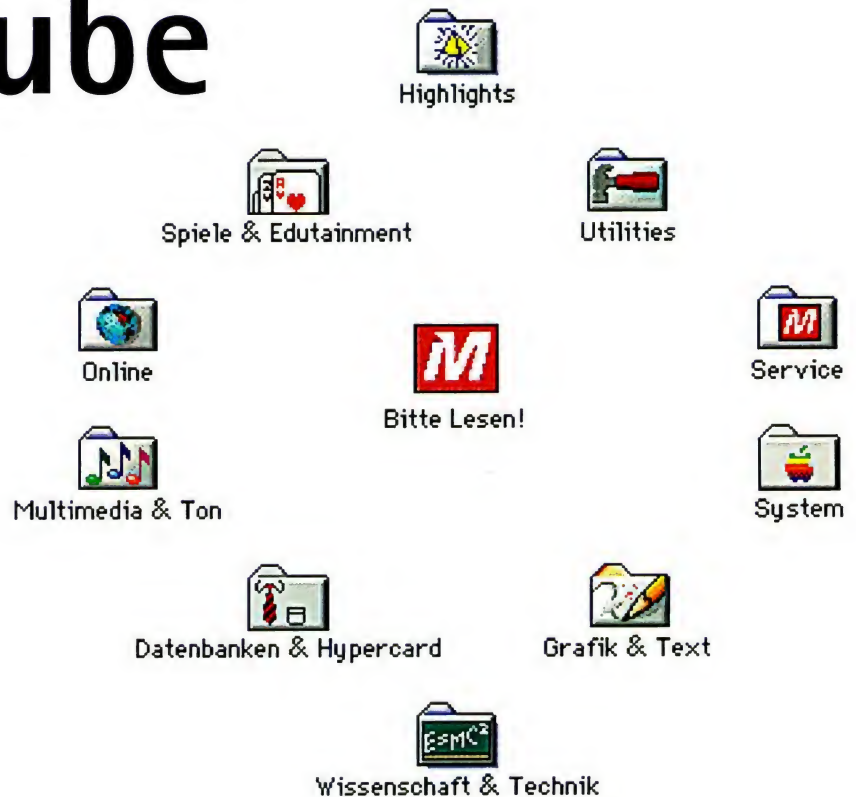 ube
Highlights
Spiele & Edutainment
Utilities
Online
M
Bitte Lesen!
M
Service
Multimedia & Ton
System
Datenbanken & Hypercard
Grafik & Text
E=MC²
Wissenschaft & Technik